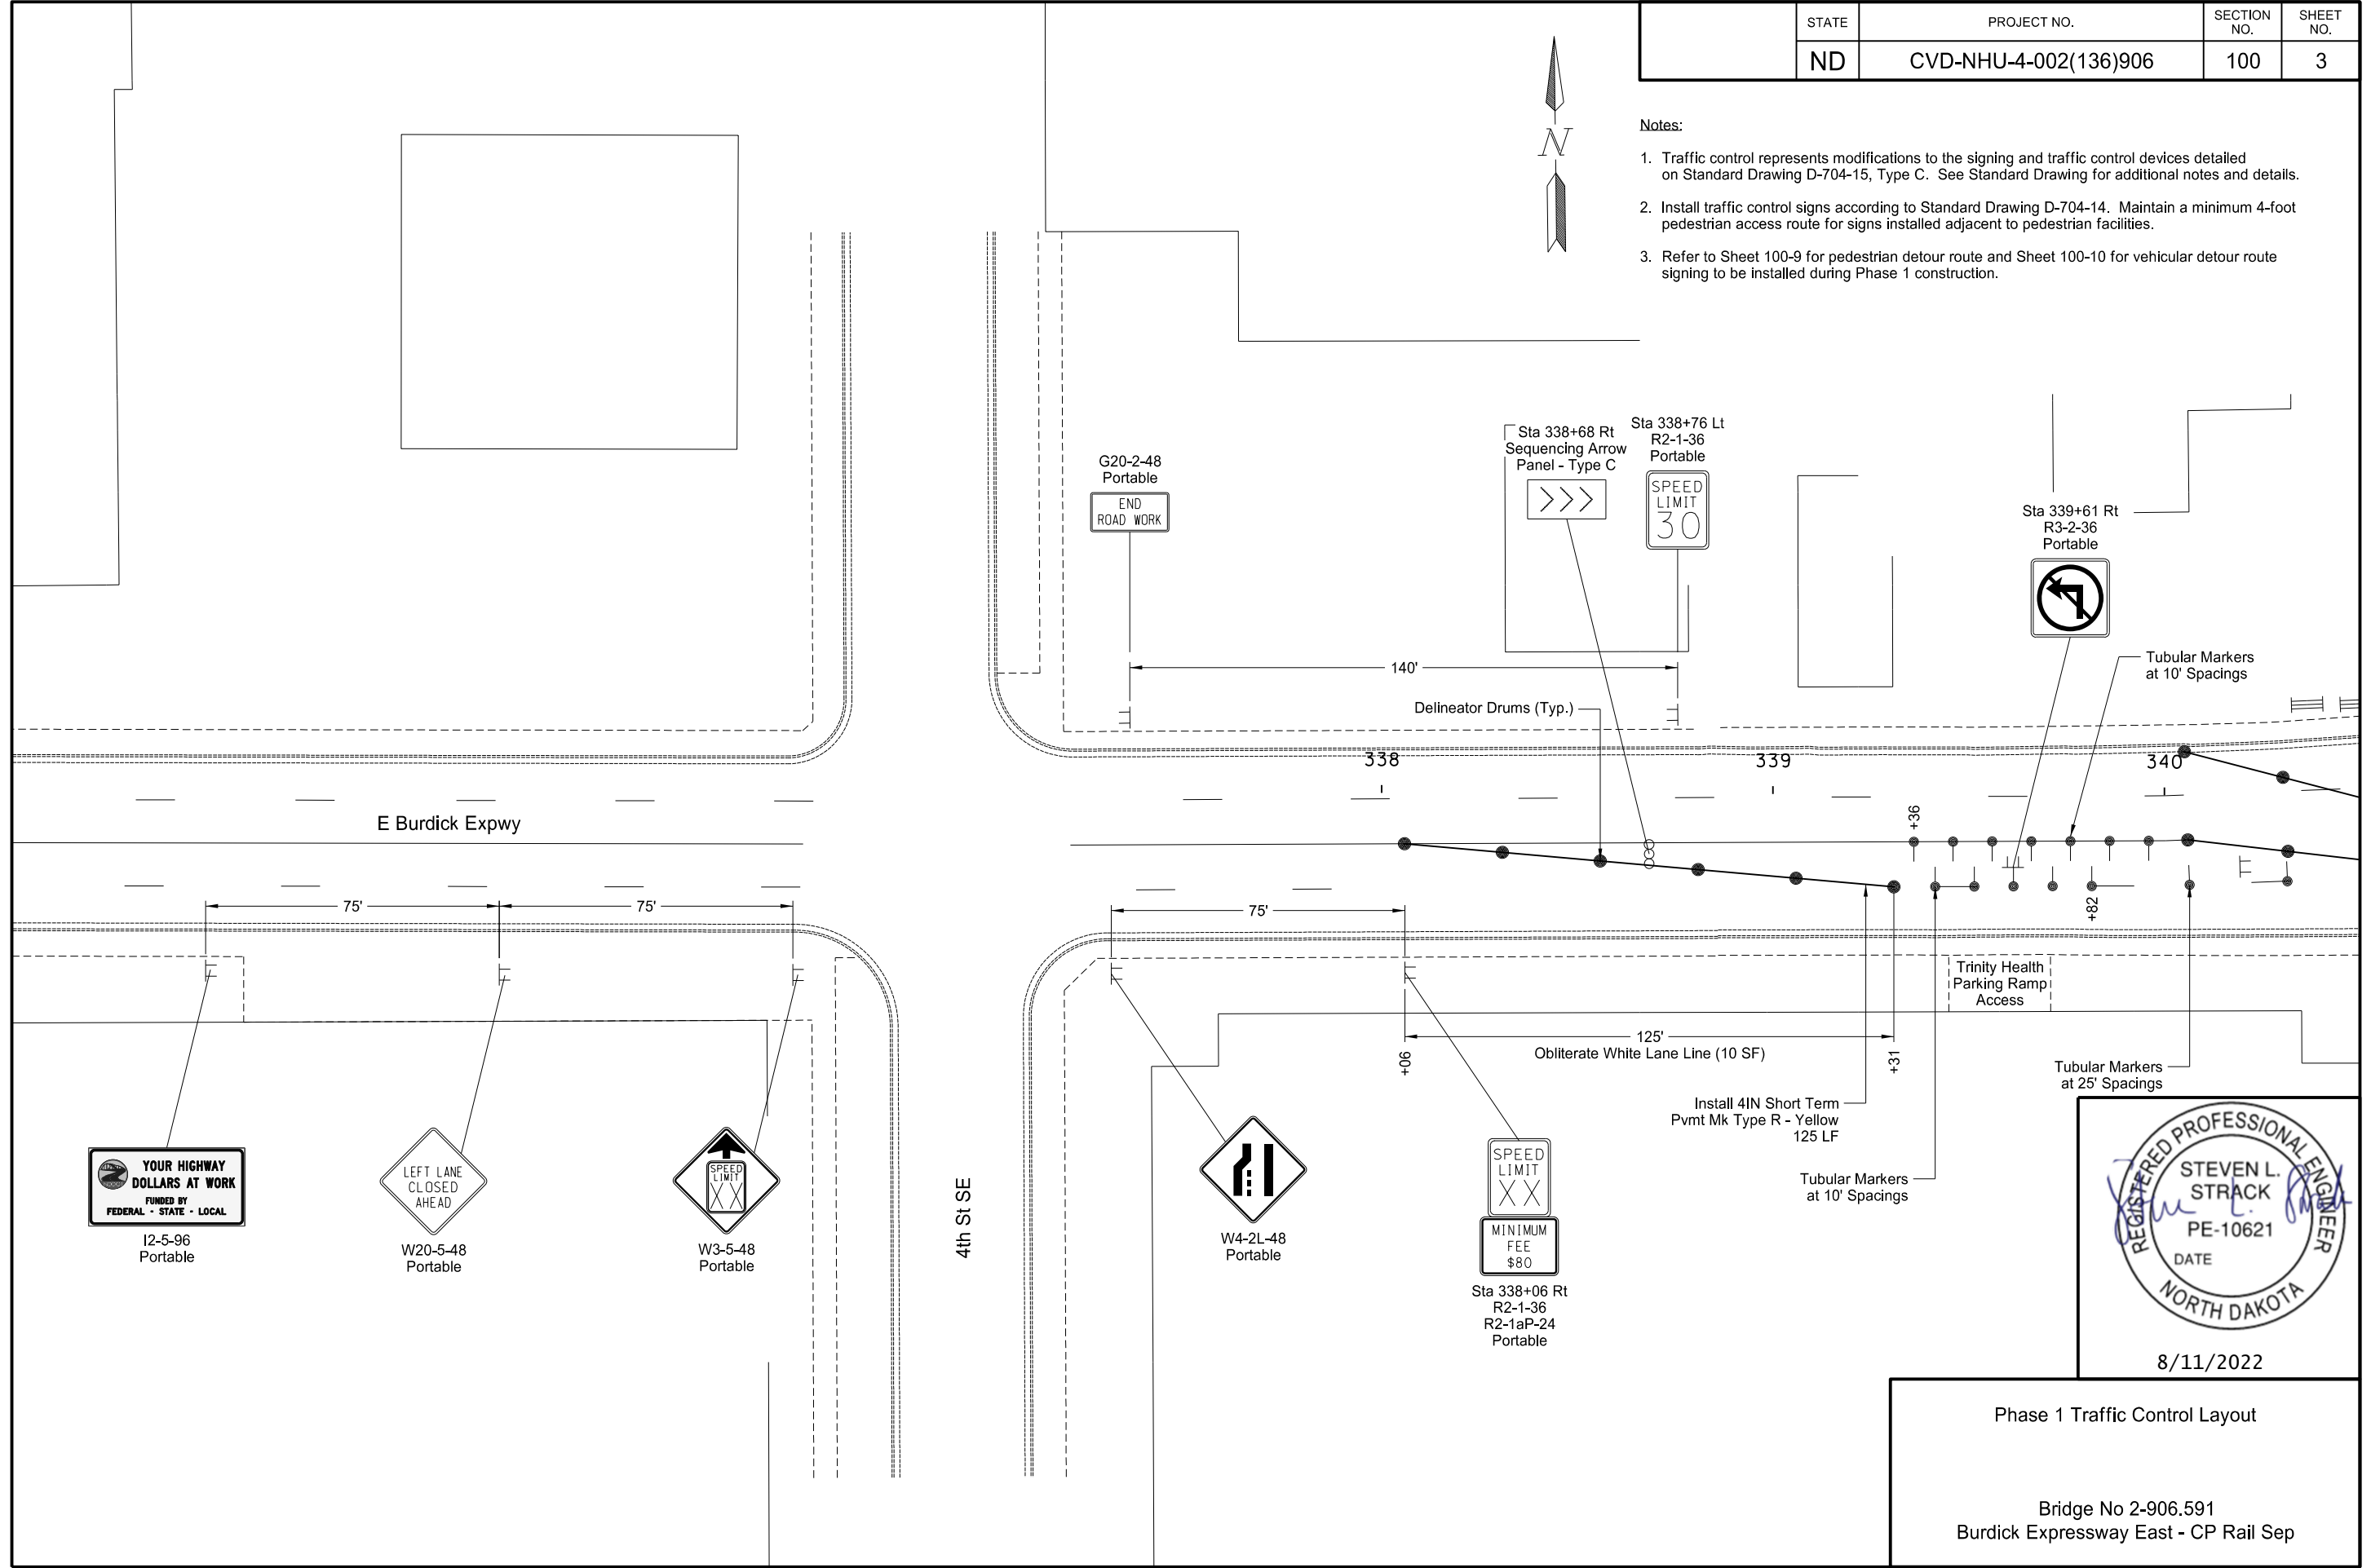 STATE
PROJECT NO.
SECTION NO.
SHEET NO.
ND
CVD-NHU-4-002(136)906
100
3
N
Notes:
1. Traffic control represents modifications to the signing and traffic control devices detailed
on Standard Drawing D-704-15, Type C. See Standard Drawing for additional notes and details.
2. Install traffic control signs according to Standard Drawing D-704-14. Maintain a minimum 4-foot
pedestrian access route for signs installed adjacent to pedestrian facilities.
3. Refer to Sheet 100-9 for pedestrian detour route and Sheet 100-10 for vehicular detour route
signing to be installed during Phase 1 construction.
G20-2-48
Portable
END
ROAD WORK
Sta 338+68 Rt
Sequencing Arrow
Panel - Type C
Sta 338+76 Lt
R2-1-36
Portable
SPEED
LIMIT
30
Sta 339+61 Rt
R3-2-36
Portable
140'
Delineator Drums (Typ.)
Tubular Markers
at 10' Spacings
338
339
340
E Burdick Expwy
+36
75'
75'
75'
+82
Trinity Health
Parking Ramp
Access
125'
Obliterate White Lane Line (10 SF)
+06
+31
Tubular Markers
at 25' Spacings
Install 4IN Short Term
Pvmt Mk Type R - Yellow
125 LF
Tubular Markers
at 10' Spacings
YOUR HIGHWAY
DOLLARS AT WORK
FUNDED BY
FEDERAL - STATE - LOCAL
I2-5-96
Portable
LEFT LANE
CLOSED
AHEAD
W20-5-48
Portable
SPEED
LIMIT
XX
W3-5-48
Portable
4th St SE
W4-2L-48
Portable
SPEED
LIMIT
XX
MINIMUM
FEE
$80
Sta 338+06 Rt
R2-1-36
R2-1aP-24
Portable
REGISTERED PROFESSIONAL ENGINEER
STEVEN L.
STRACK
PE-10621
DATE
NORTH DAKOTA
8/11/2022
Phase 1 Traffic Control Layout
Bridge No 2-906.591
Burdick Expressway East - CP Rail Sep